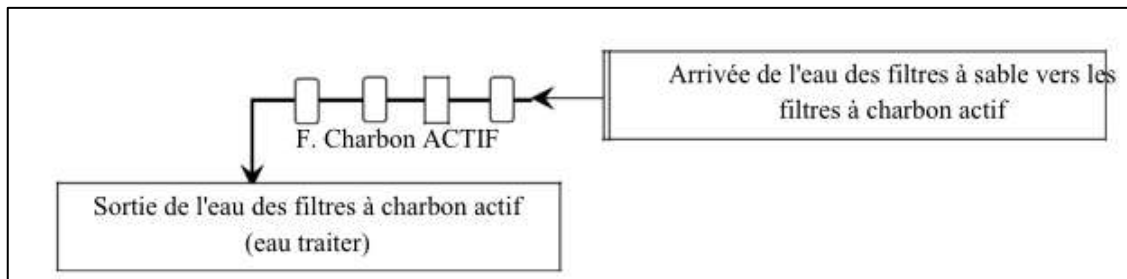 Arrivée de l'eau des filtres à sable vers les
filtres à charbon actif
F. Charbon ACTIF
Sortie de l'eau des filtres à charbon actif
(eau traiter)